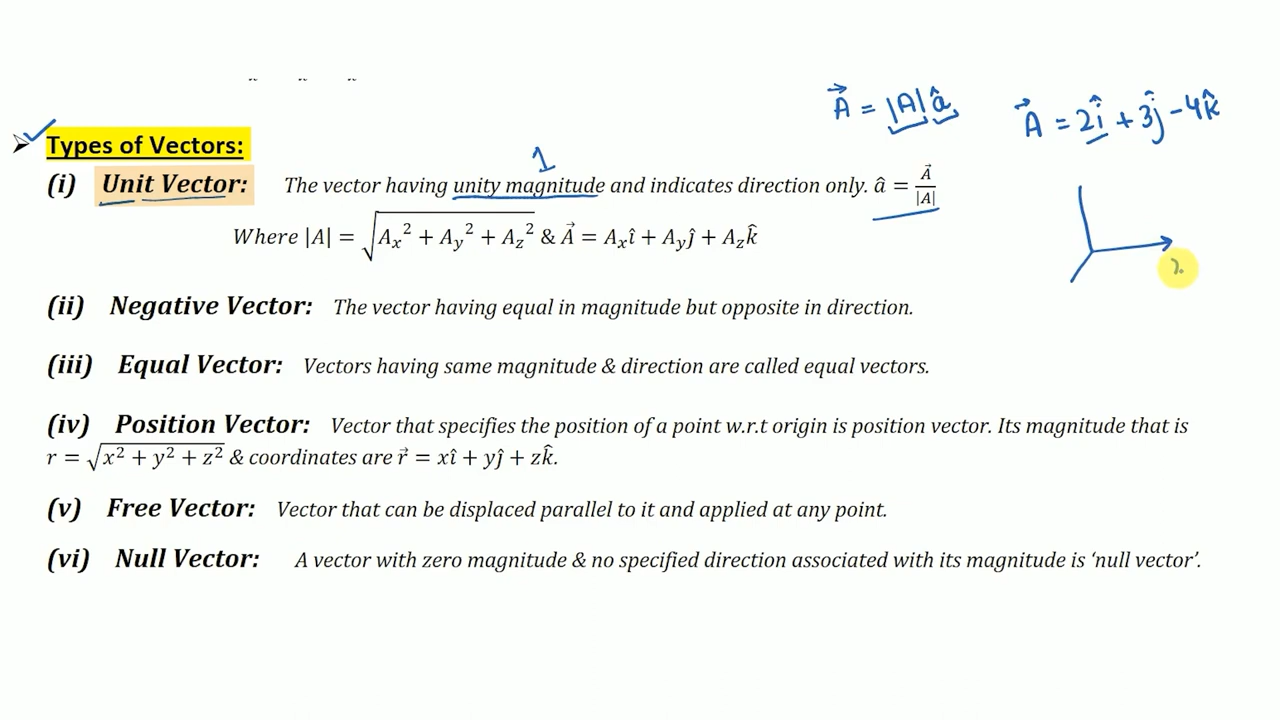 A⃗ = |A| â
A⃗ = 2î + 3ĵ - 4k̂
➢ Types of Vectors:
1
(i) Unit Vector: The vector having unity magnitude and indicates direction only. â = A⃗/|A|
Where |A| = √(Aₓ² + Aᵧ² + A_z²) & A⃗ = Aₓî + Aᵧĵ + A_zk̂
(ii) Negative Vector: The vector having equal in magnitude but opposite in direction.
(iii) Equal Vector: Vectors having same magnitude & direction are called equal vectors.
(iv) Position Vector: Vector that specifies the position of a point w.r.t origin is position vector. Its magnitude that is
r = √(x² + y² + z²) & coordinates are r⃗ = xî + yĵ + zk̂.
(v) Free Vector: Vector that can be displaced parallel to it and applied at any point.
(vi) Null Vector: A vector with zero magnitude & no specified direction associated with its magnitude is ‘null vector’.